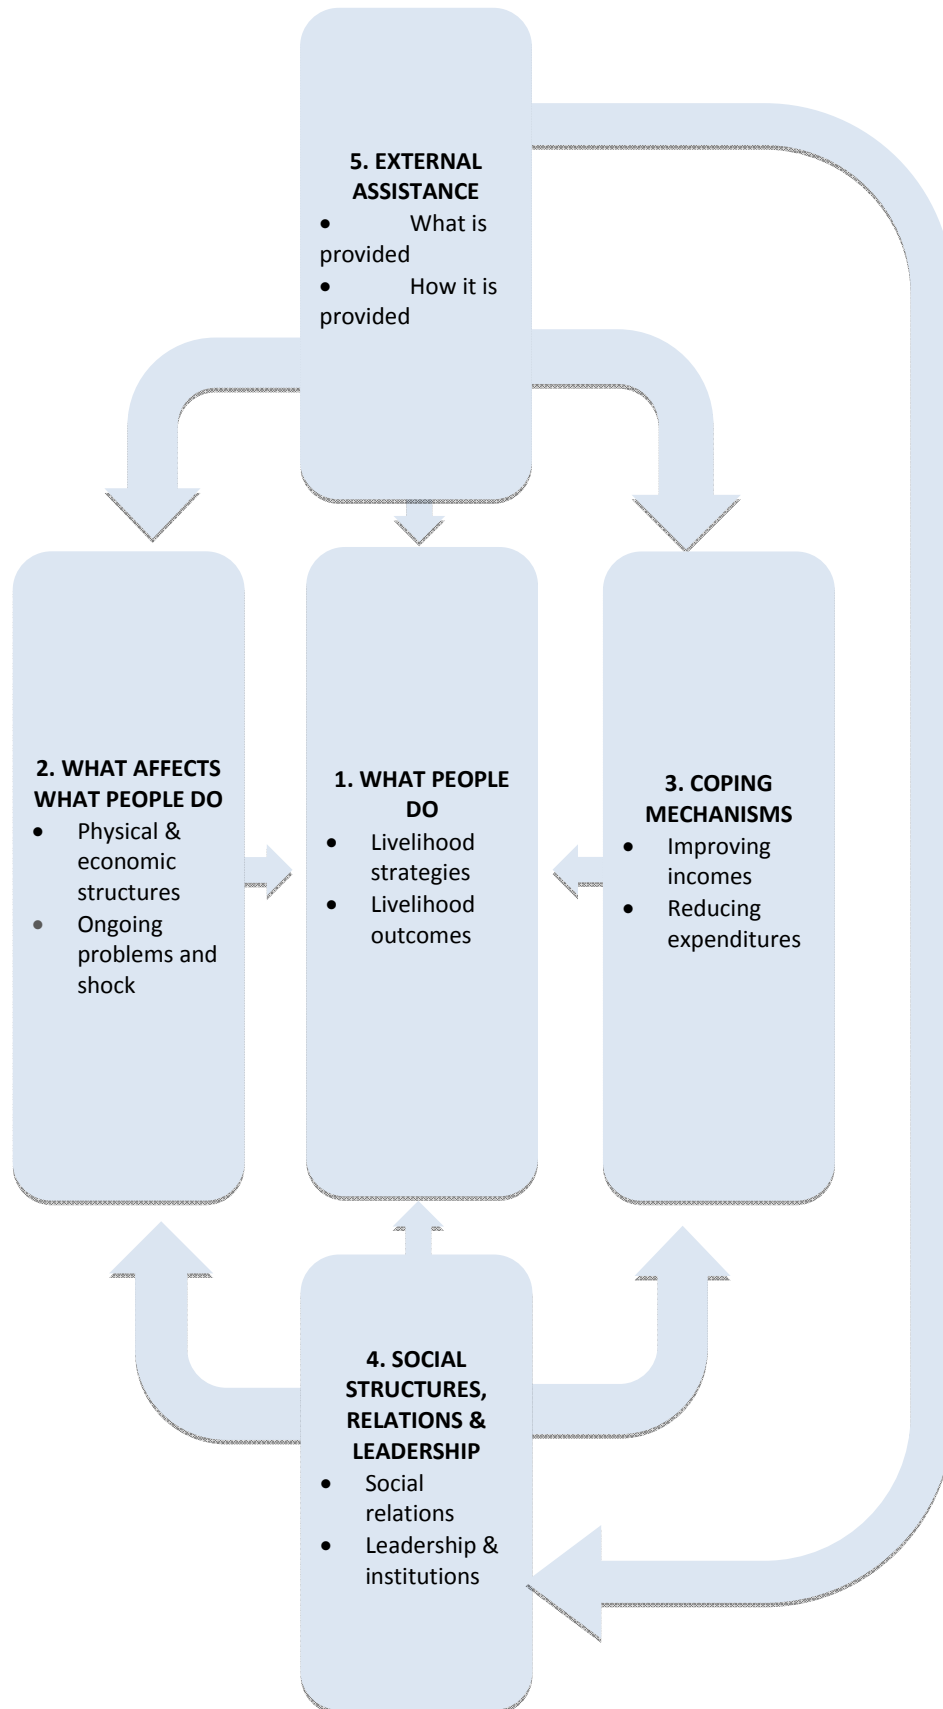 5. EXTERNAL
ASSISTANCE
• What is
provided
• How it is
provided
2. WHAT AFFECTS
WHAT PEOPLE DO
• Physical &
economic
structures
• Ongoing
problems and
shock
1. WHAT PEOPLE
DO
• Livelihood
strategies
• Livelihood
outcomes
3. COPING
MECHANISMS
• Improving
incomes
• Reducing
expenditures
4. SOCIAL
STRUCTURES,
RELATIONS &
LEADERSHIP
• Social
relations
• Leadership &
institutions